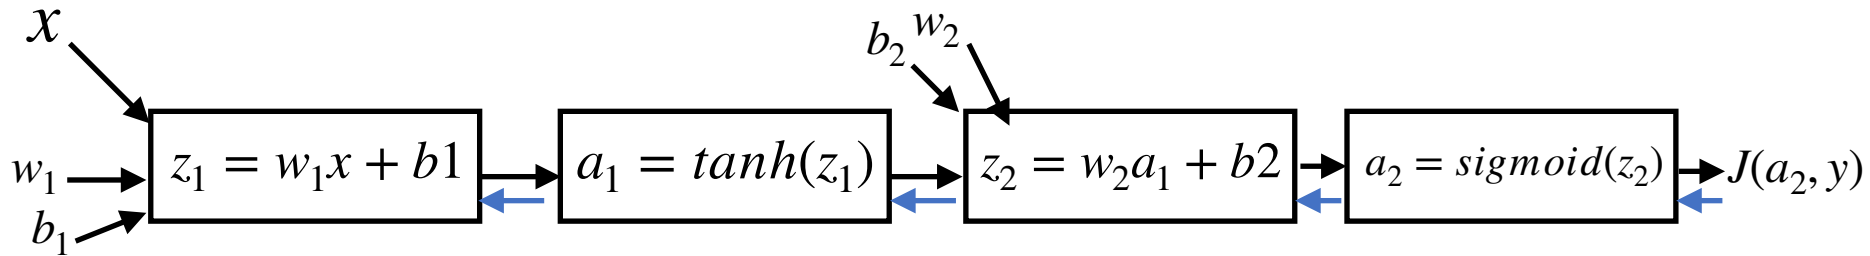 x
b₂ w₂
w₁
b₁
z₁ = w₁x + b1
a₁ = tanh(z₁)
z₂ = w₂a₁ + b2
a₂ = sigmoid(z₂)
J(a₂, y)